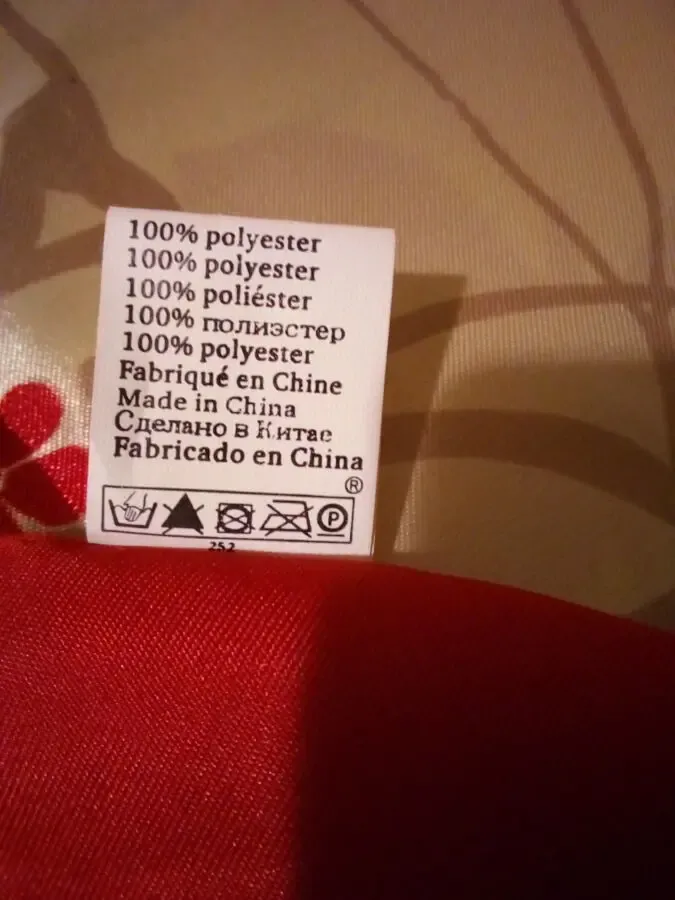 100% polyester
100% polyester
100% poliéster
100% полиэстер
100% polyester
Fabriqué en Chine
Made in China
Сделано в Китае
Fabricado en China
®
P
252